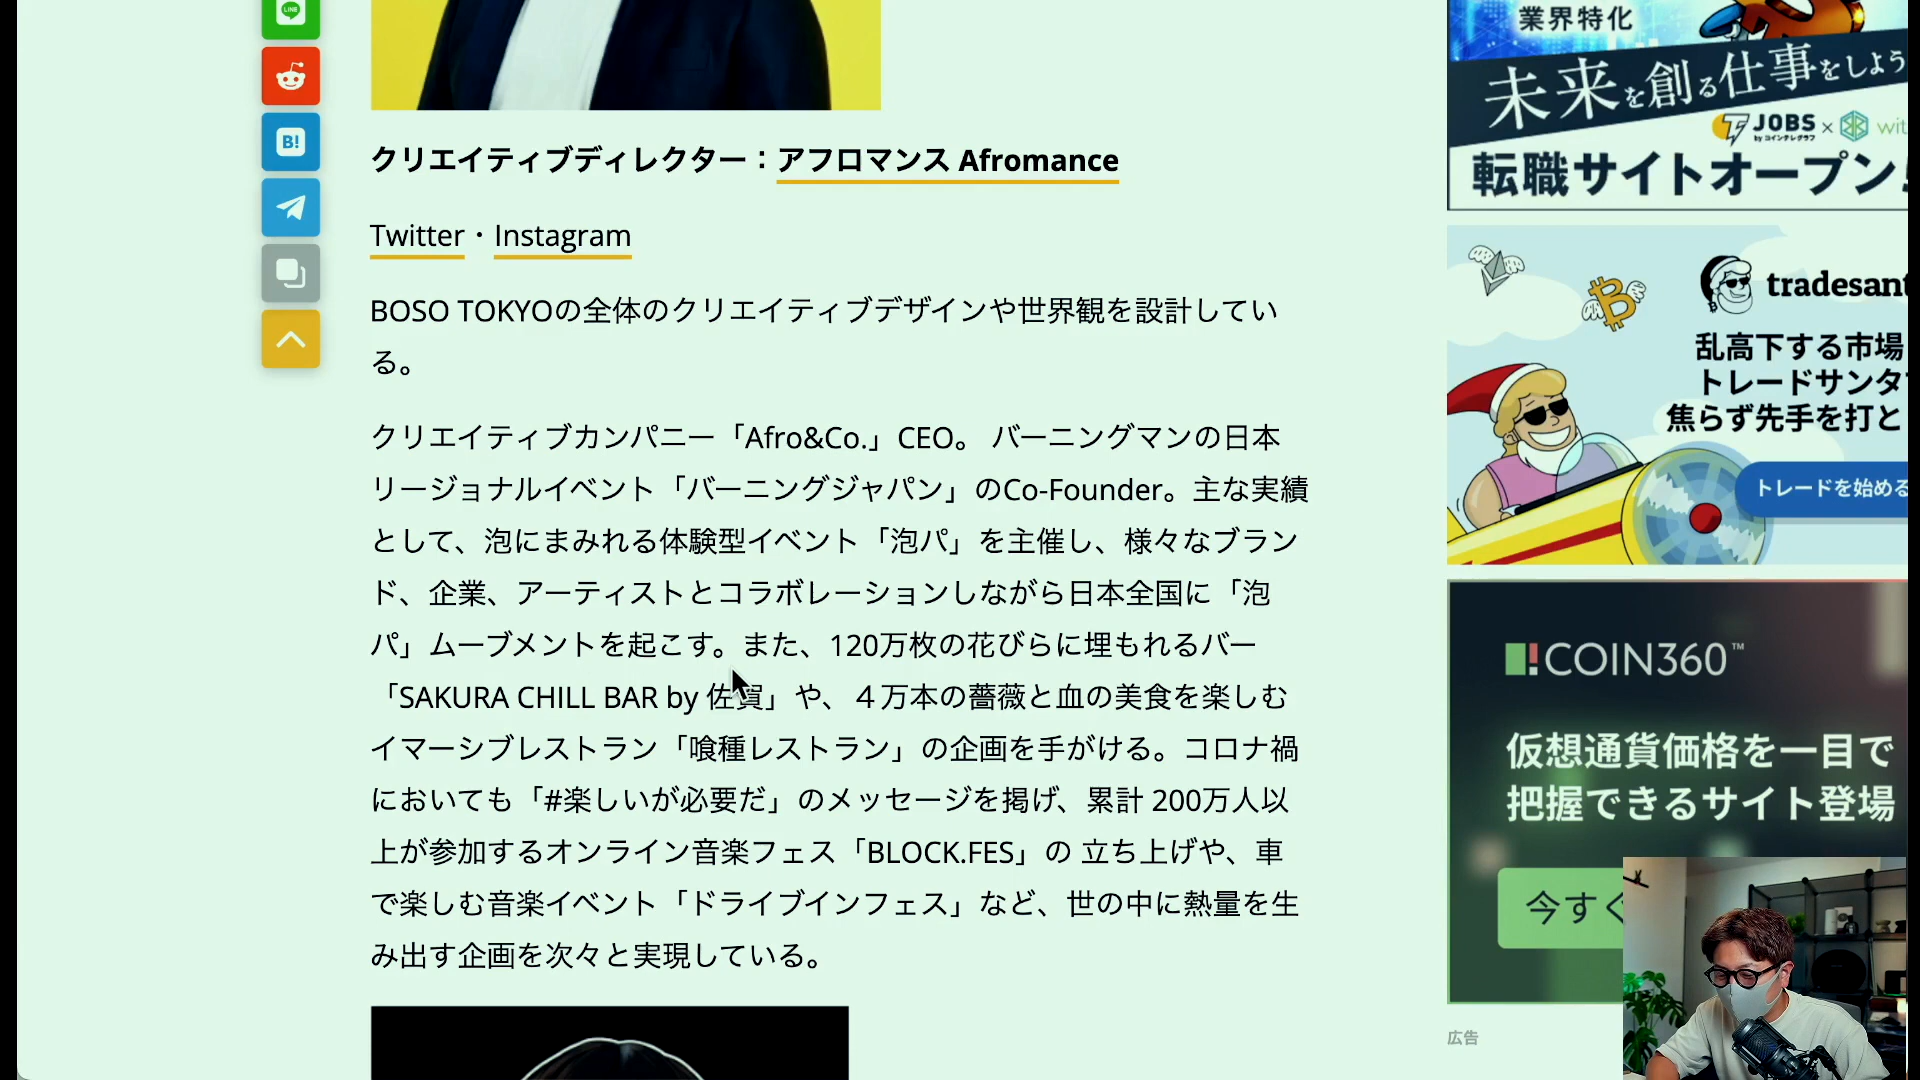 LINE
B!
クリエイティブディレクター：アフロマンス Afromance
Twitter・Instagram
BOSO TOKYOの全体のクリエイティブデザインや世界観を設計してい
る。
クリエイティブカンパニー「Afro&Co.」CEO。 バーニングマンの日本
リージョナルイベント「バーニングジャパン」のCo-Founder。主な実績
として、泡にまみれる体験型イベント「泡パ」を主催し、様々なブラン
ド、企業、アーティストとコラボレーションしながら日本全国に「泡
パ」ムーブメントを起こす。また、120万枚の花びらに埋もれるバー
「SAKURA CHILL BAR by 佐賀」や、４万本の薔薇と血の美食を楽しむ
イマーシブレストラン「喰種レストラン」の企画を手がける。コロナ禍
においても「#楽しいが必要だ」のメッセージを掲げ、累計 200万人以
上が参加するオンライン音楽フェス「BLOCK.FES」の 立ち上げや、車
で楽しむ音楽イベント「ドライブインフェス」など、世の中に熱量を生
み出す企画を次々と実現している。
業界特化
未来を創る仕事をしよう
JOBS × wit
by コインテレグラフ
転職サイトオープン!
tradesant
乱高下する市場
トレードサンタ
焦らず先手を打と
トレードを始める
COIN360™
仮想通貨価格を一目で
把握できるサイト登場
今すぐ
広告